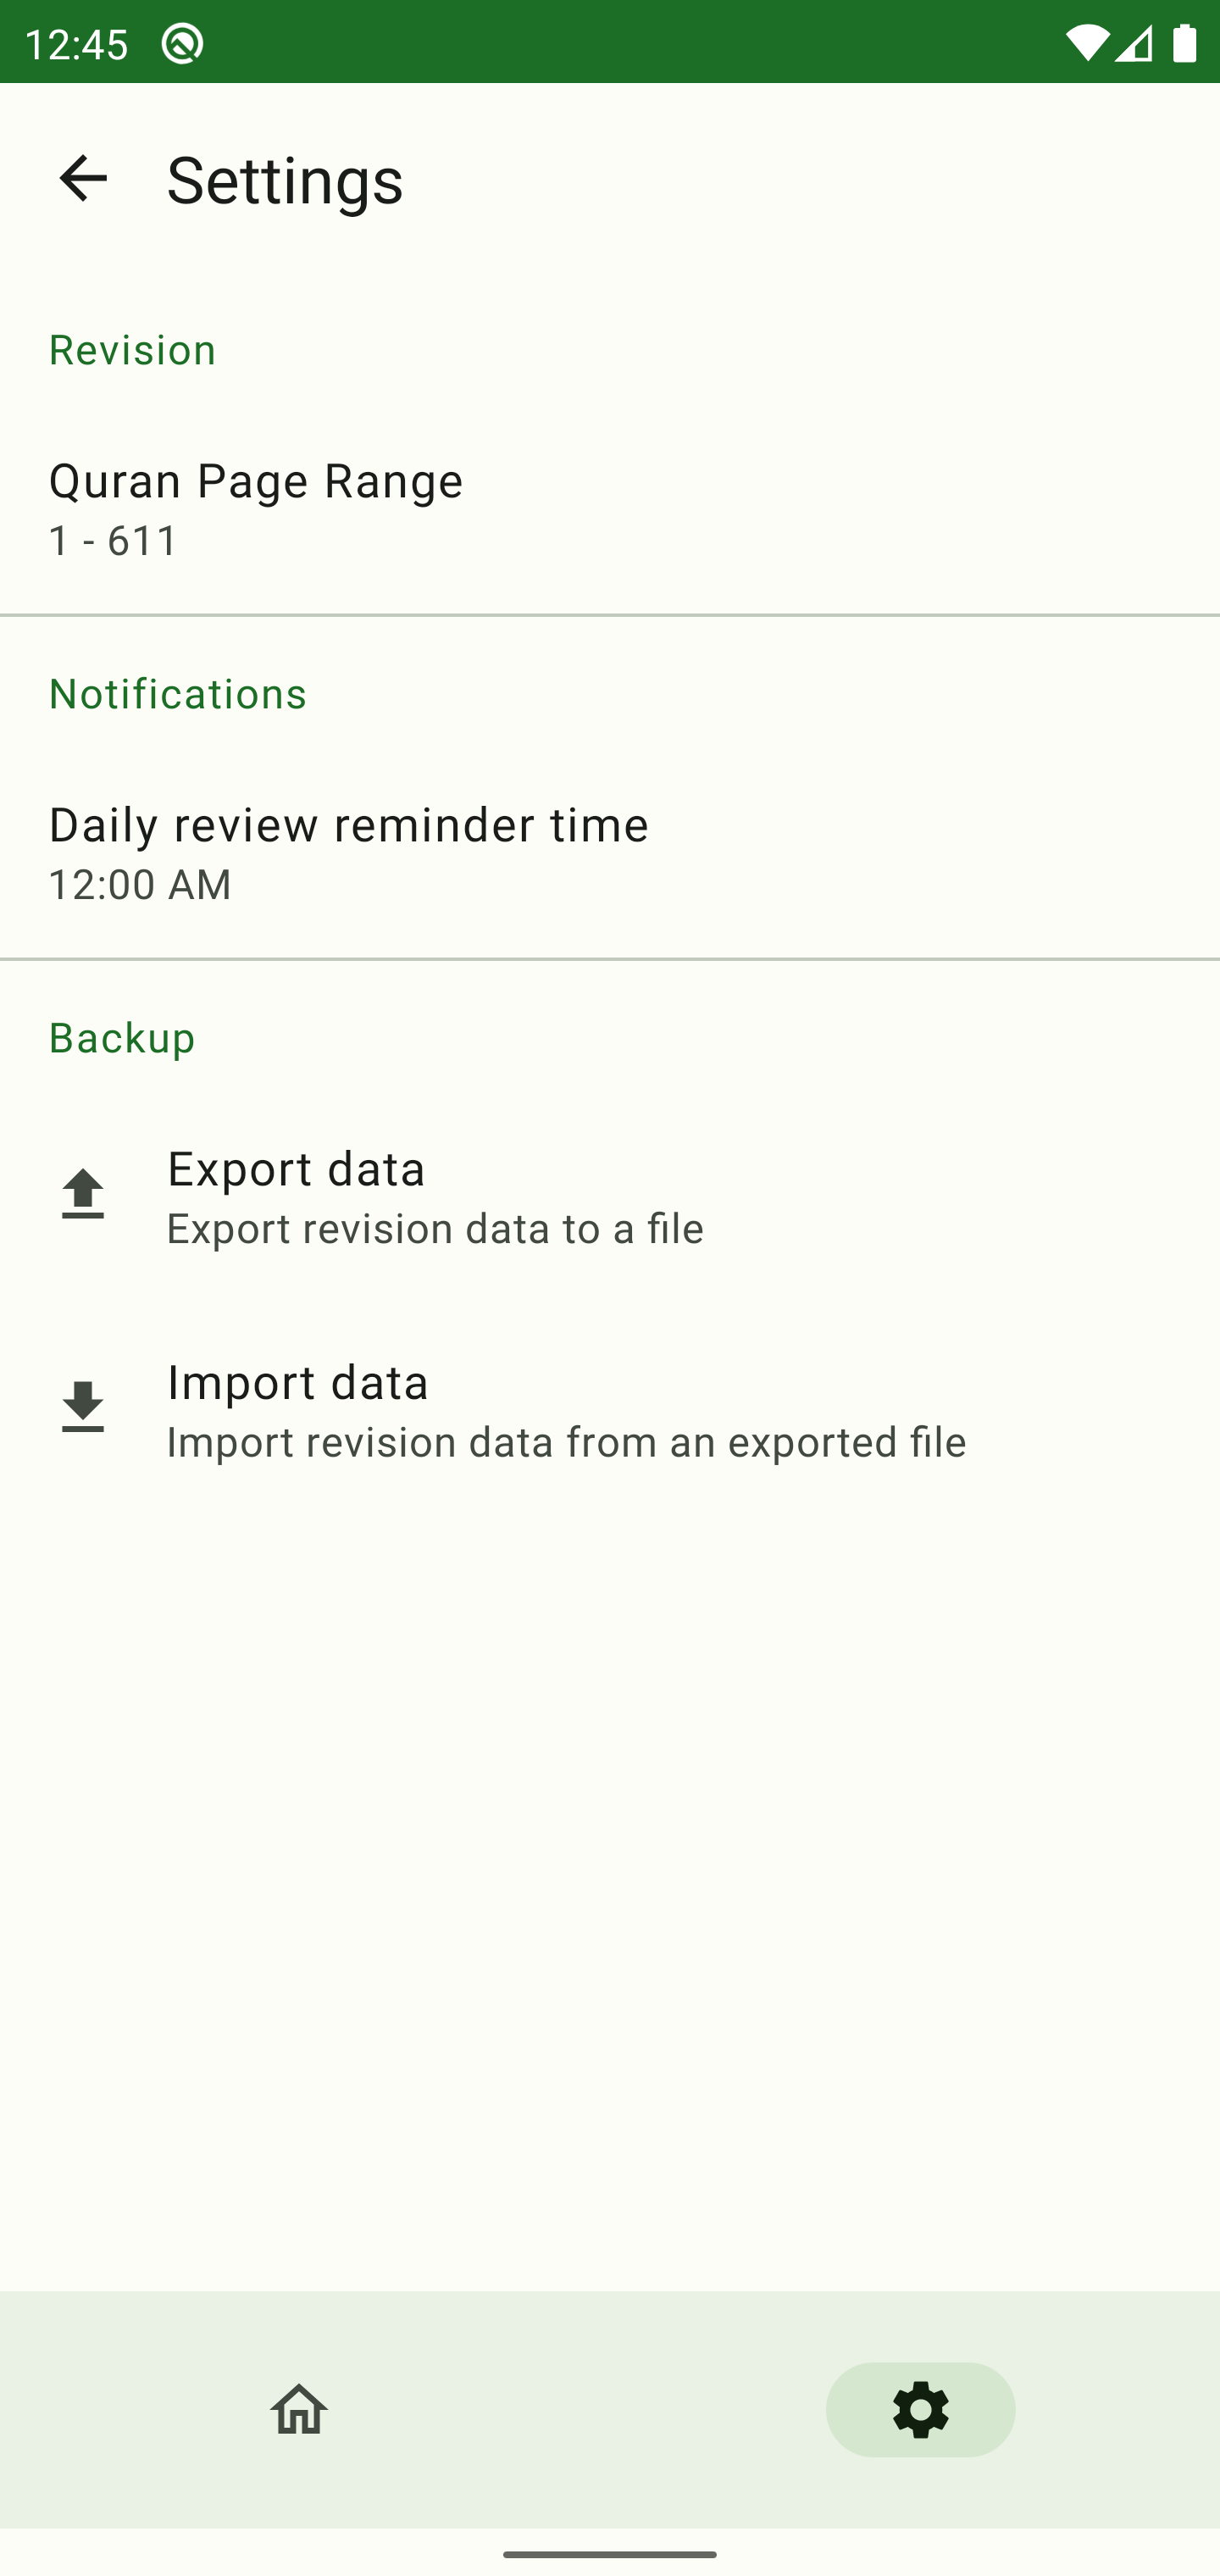 12:45
Settings
Revision
Quran Page Range
1 - 611
Notifications
Daily review reminder time
12:00 AM
Backup
Export data
Export revision data to a file
Import data
Import revision data from an exported file